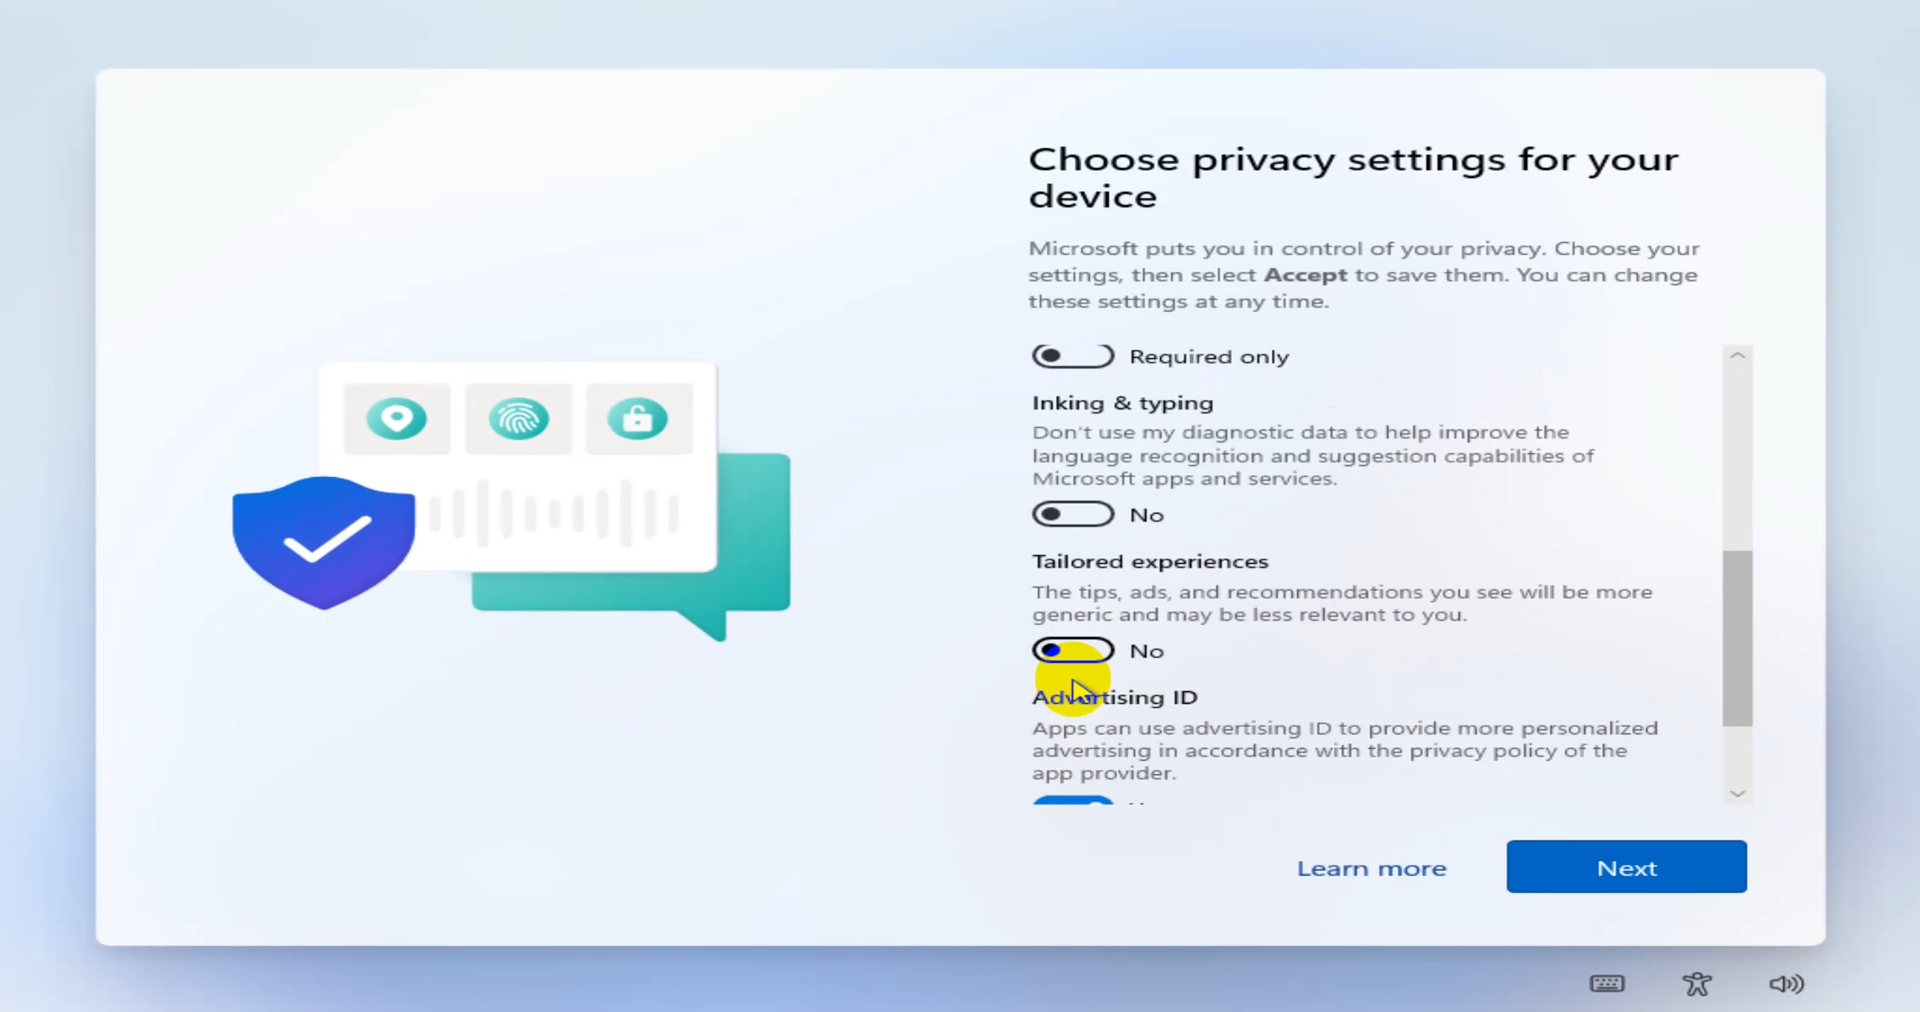 Choose privacy settings for your
device
Microsoft puts you in control of your privacy. Choose your
settings, then select Accept to save them. You can change
these settings at any time.
Required only
Inking & typing
Don't use my diagnostic data to help improve the
language recognition and suggestion capabilities of
Microsoft apps and services.
No
Tailored experiences
The tips, ads, and recommendations you see will be more
generic and may be less relevant to you.
No
Advertising ID
Apps can use advertising ID to provide more personalized
advertising in accordance with the privacy policy of the
app provider.
Learn more
Next